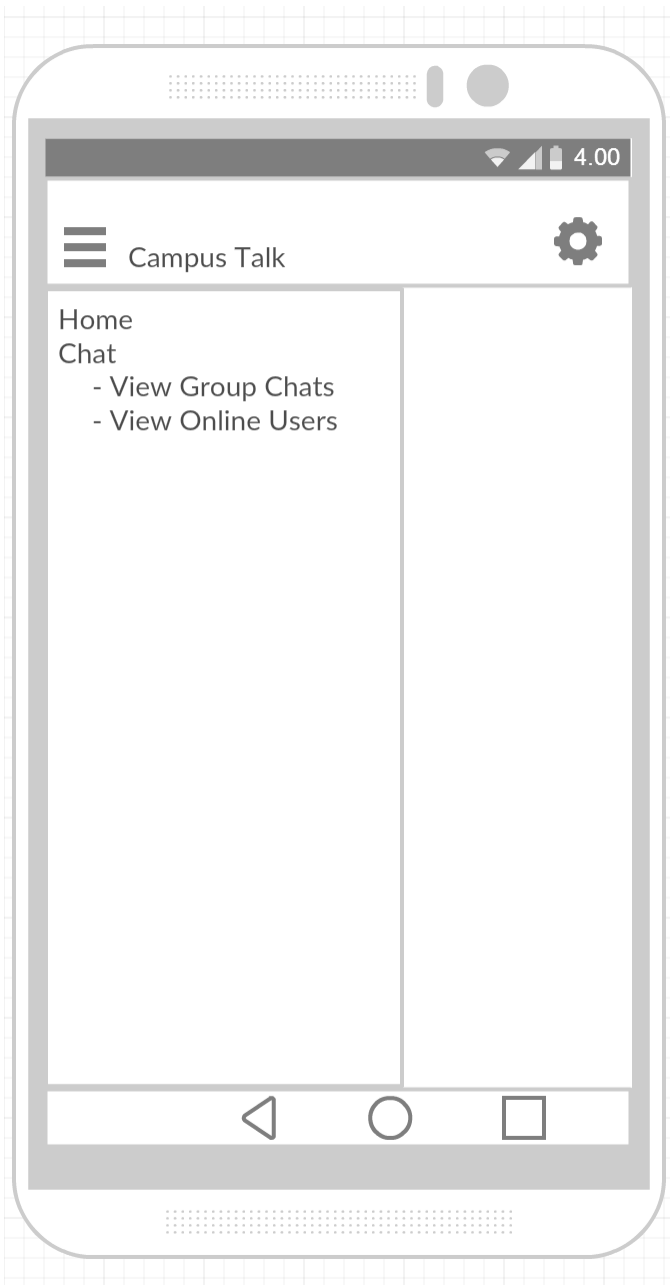 4.00
Campus Talk
Home
Chat
- View Group Chats
- View Online Users